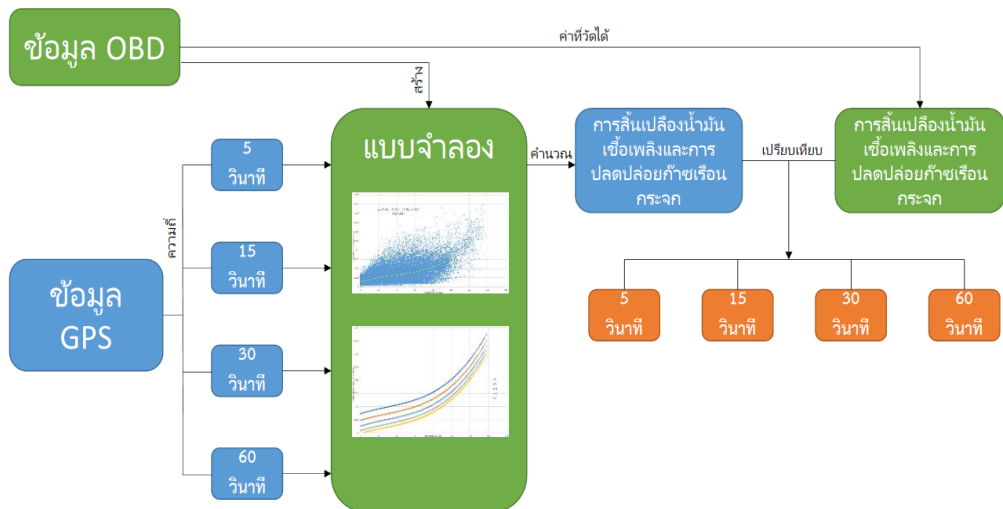 ข้อมูล OBD
ค่าที่วัดได้
สร้าง
แบบจำลอง
คำนวณ
การสิ้นเปลืองน้ำมัน
เชื้อเพลิงและการ
ปลดปล่อยก๊าซเรือน
กระจก
เปรียบเทียบ
การสิ้นเปลืองน้ำมัน
เชื้อเพลิงและการ
ปลดปล่อยก๊าซเรือน
กระจก
ข้อมูล
GPS
ความถี่
5
วินาที
15
วินาที
30
วินาที
60
วินาที
5
วินาที
15
วินาที
30
วินาที
60
วินาที